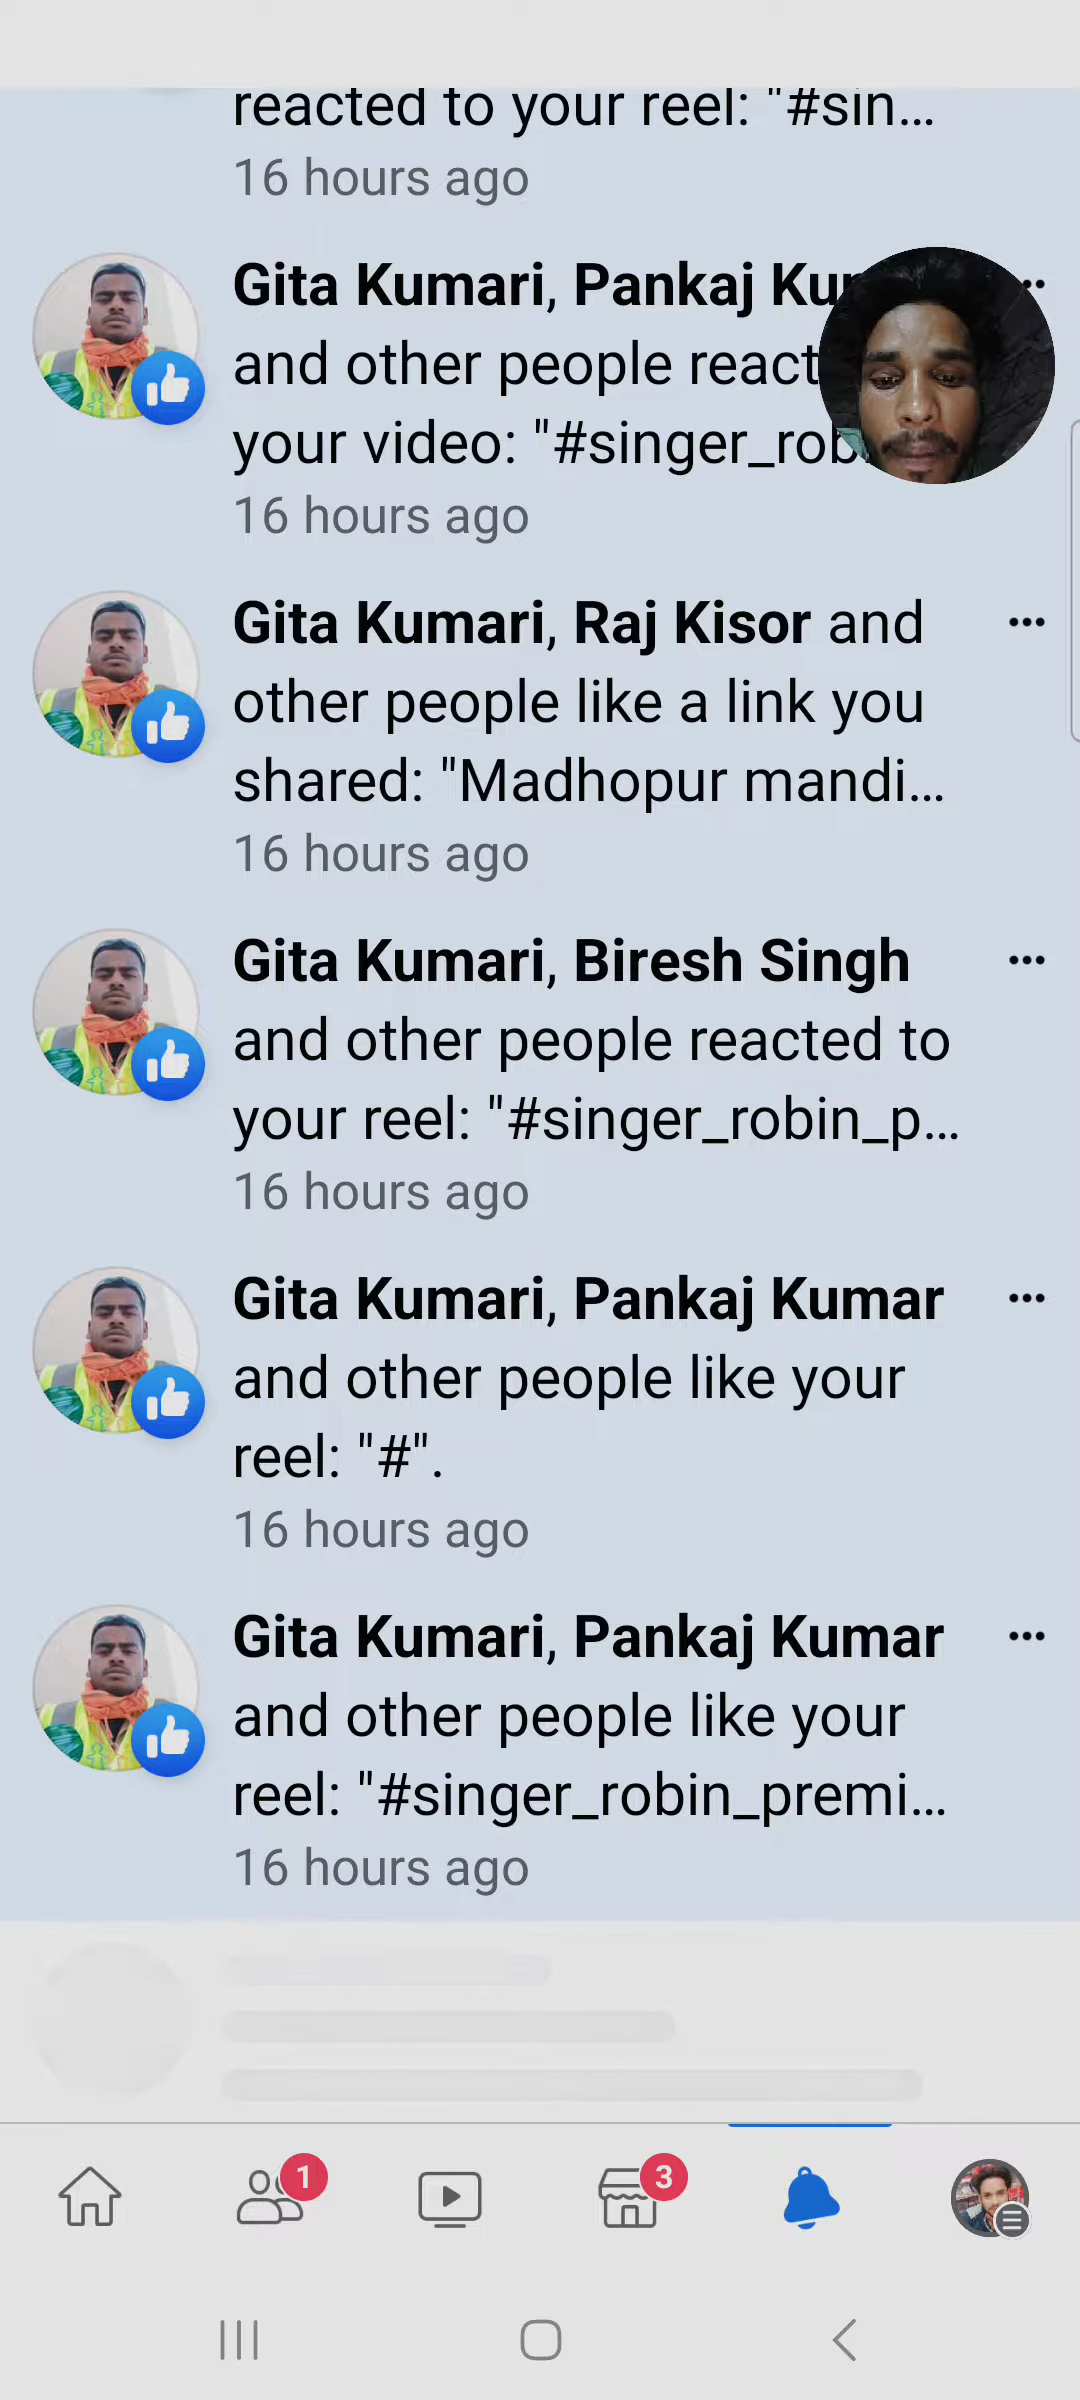 reacted to your reel: "#sin...
16 hours ago
Gita Kumari, Pankaj
and other people react
your video: "#singer_rob
16 hours ago
Gita Kumari, Raj Kisor and
other people like a link you
shared: "Madhopur mandi...
16 hours ago
Gita Kumari, Biresh Singh
and other people reacted to
your reel: "#singer_robin_p...
16 hours ago
Gita Kumari, Pankaj Kumar
and other people like your
reel: "#".
16 hours ago
Gita Kumari, Pankaj Kumar
and other people like your
reel: "#singer_robin_premi...
16 hours ago
1
3